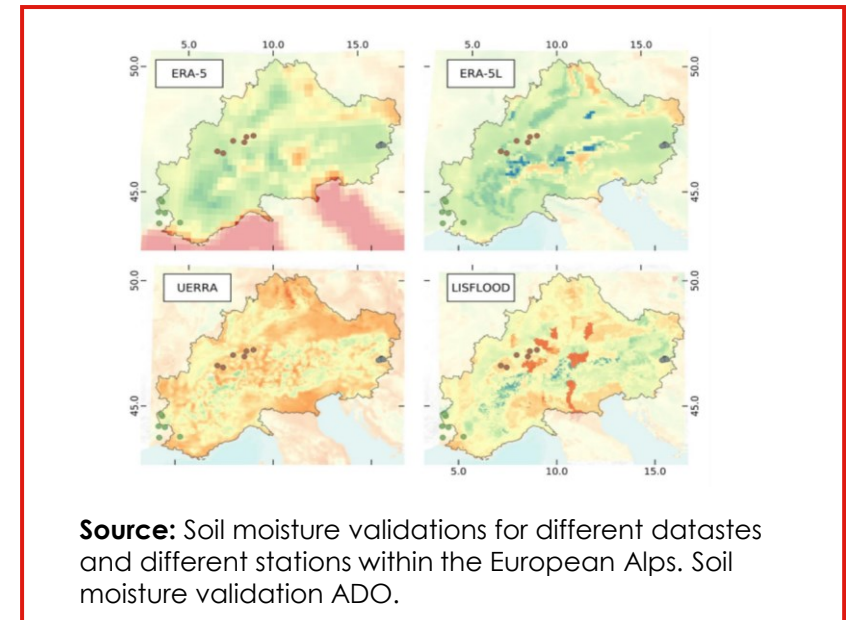 5.0 10.0 15.0 5.0 10.0 15.0
50.0 ERA-5 ERA-5L 50.0
45.0 45.0
50.0 UERRA LISFLOOD 50.0
45.0 45.0
5.0 10.0 15.0
Source: Soil moisture validations for different datastes
and different stations within the European Alps. Soil
moisture validation ADO.